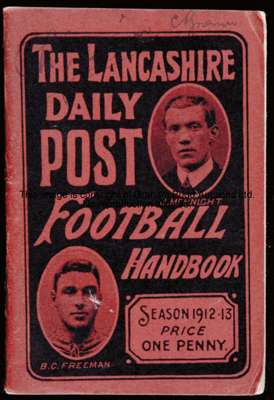 THE LANCASHIRE
DAILY
POST
J. MCKNIGHT
FOOTBALL
HANDBOOK
SEASON 1912-13
PRICE
ONE PENNY.
B.C. FREEMAN